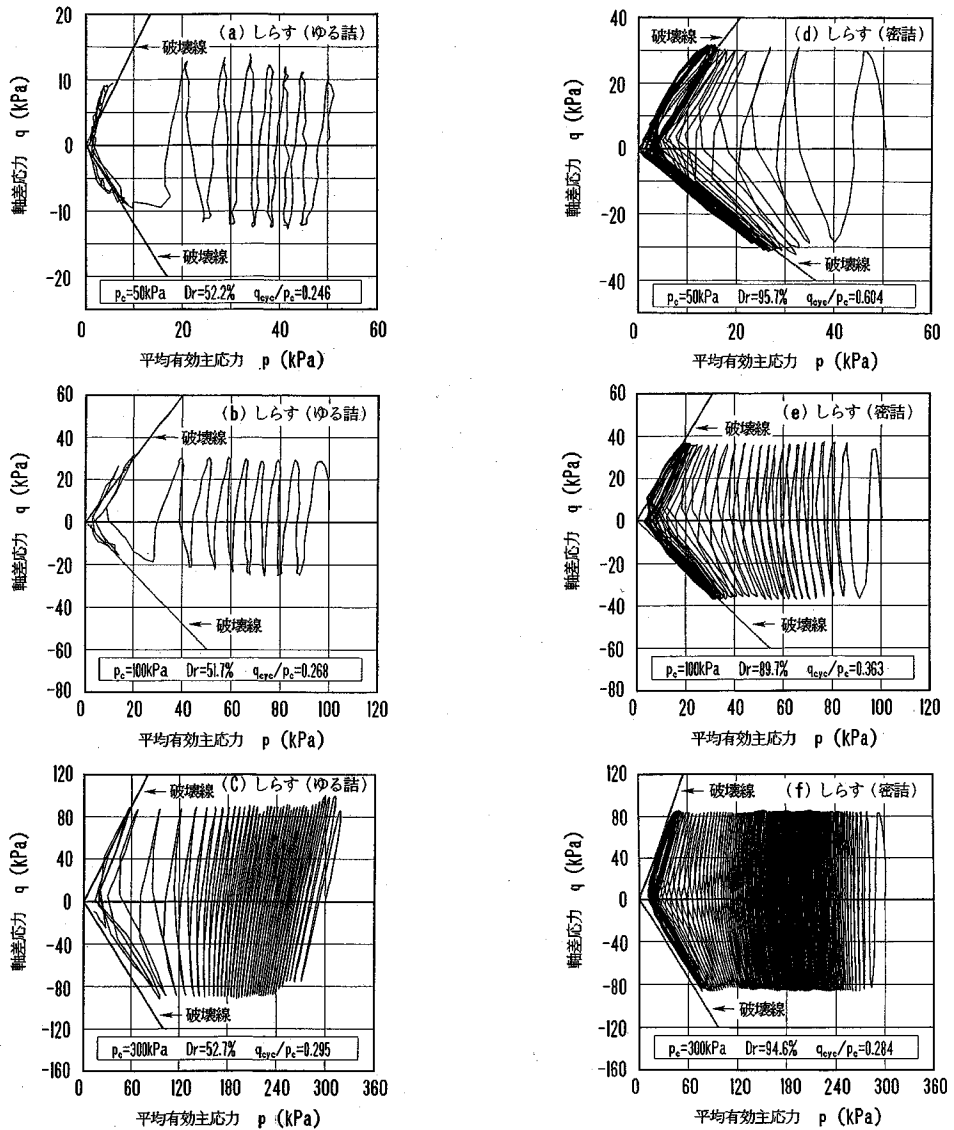 20
(a) しらす (ゆる詰)
破壊線
10
0
-10
破壊線
-20
軸差応力 q (kPa)
pc=50kPa Dr=52.2% qcyc/pc=0.246
0 20 40 60
平均有効主応力 p (kPa)
40
(d) しらす (密詰)
破壊線
20
0
-20
破壊線
-40
軸差応力 q (kPa)
pc=50kPa Dr=95.7% qcyc/pc=0.604
0 20 40 60
平均有効主応力 p (kPa)
60
(b) しらす (ゆる詰)
破壊線
40
20
0
-20
-40
破壊線
-60
-80
軸差応力 q (kPa)
pc=100kPa Dr=51.7% qcyc/pc=0.268
0 20 40 60 80 100 120
平均有効主応力 p (kPa)
60
(e) しらす (密詰)
破壊線
40
20
0
-20
-40
破壊線
-60
-80
軸差応力 q (kPa)
pc=100kPa Dr=89.7% qcyc/pc=0.363
0 20 40 60 80 100 120
平均有効主応力 p (kPa)
120
(C) しらす (ゆる詰)
破壊線
80
40
0
-40
-80
破壊線
-120
-160
軸差応力 q (kPa)
pc=300kPa Dr=52.7% qcyc/pc=0.295
0 60 120 180 240 300 360
平均有効主応力 p (kPa)
120
(f) しらす (密詰)
破壊線
80
40
0
-40
-80
破壊線
-120
-160
軸差応力 q (kPa)
pc=300kPa Dr=94.6% qcyc/pc=0.284
0 60 120 180 240 300 360
平均有効主応力 p (kPa)